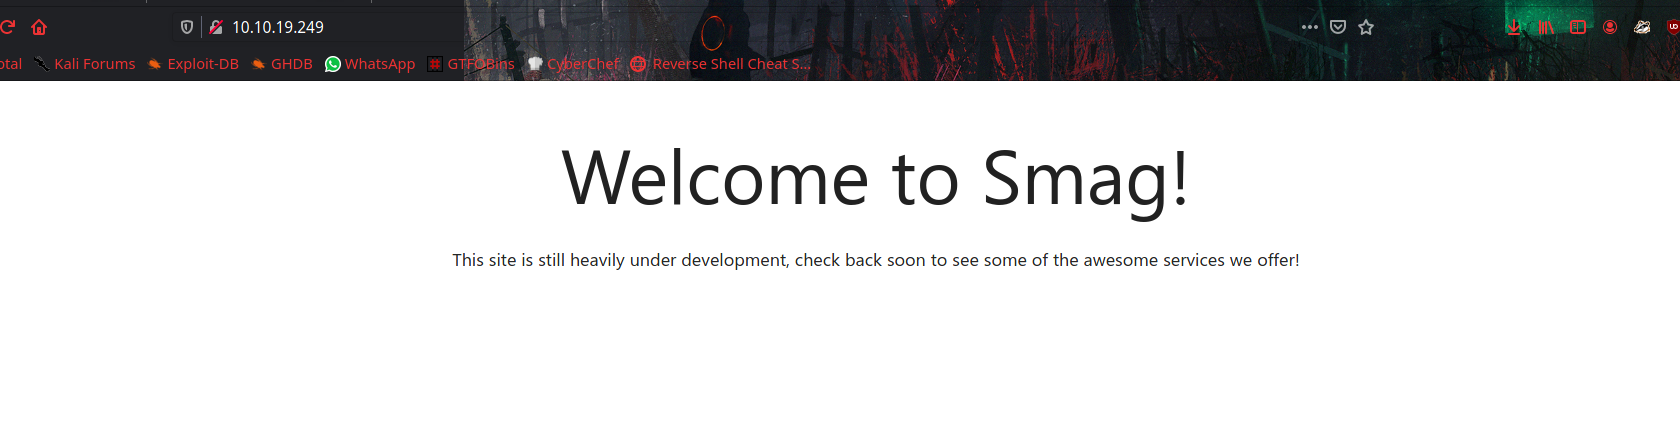 10.10.19.249
otal Kali Forums Exploit-DB GHDB WhatsApp GTFOBins CyberChef Reverse Shell Cheat S...
Welcome to Smag!
This site is still heavily under development, check back soon to see some of the awesome services we offer!